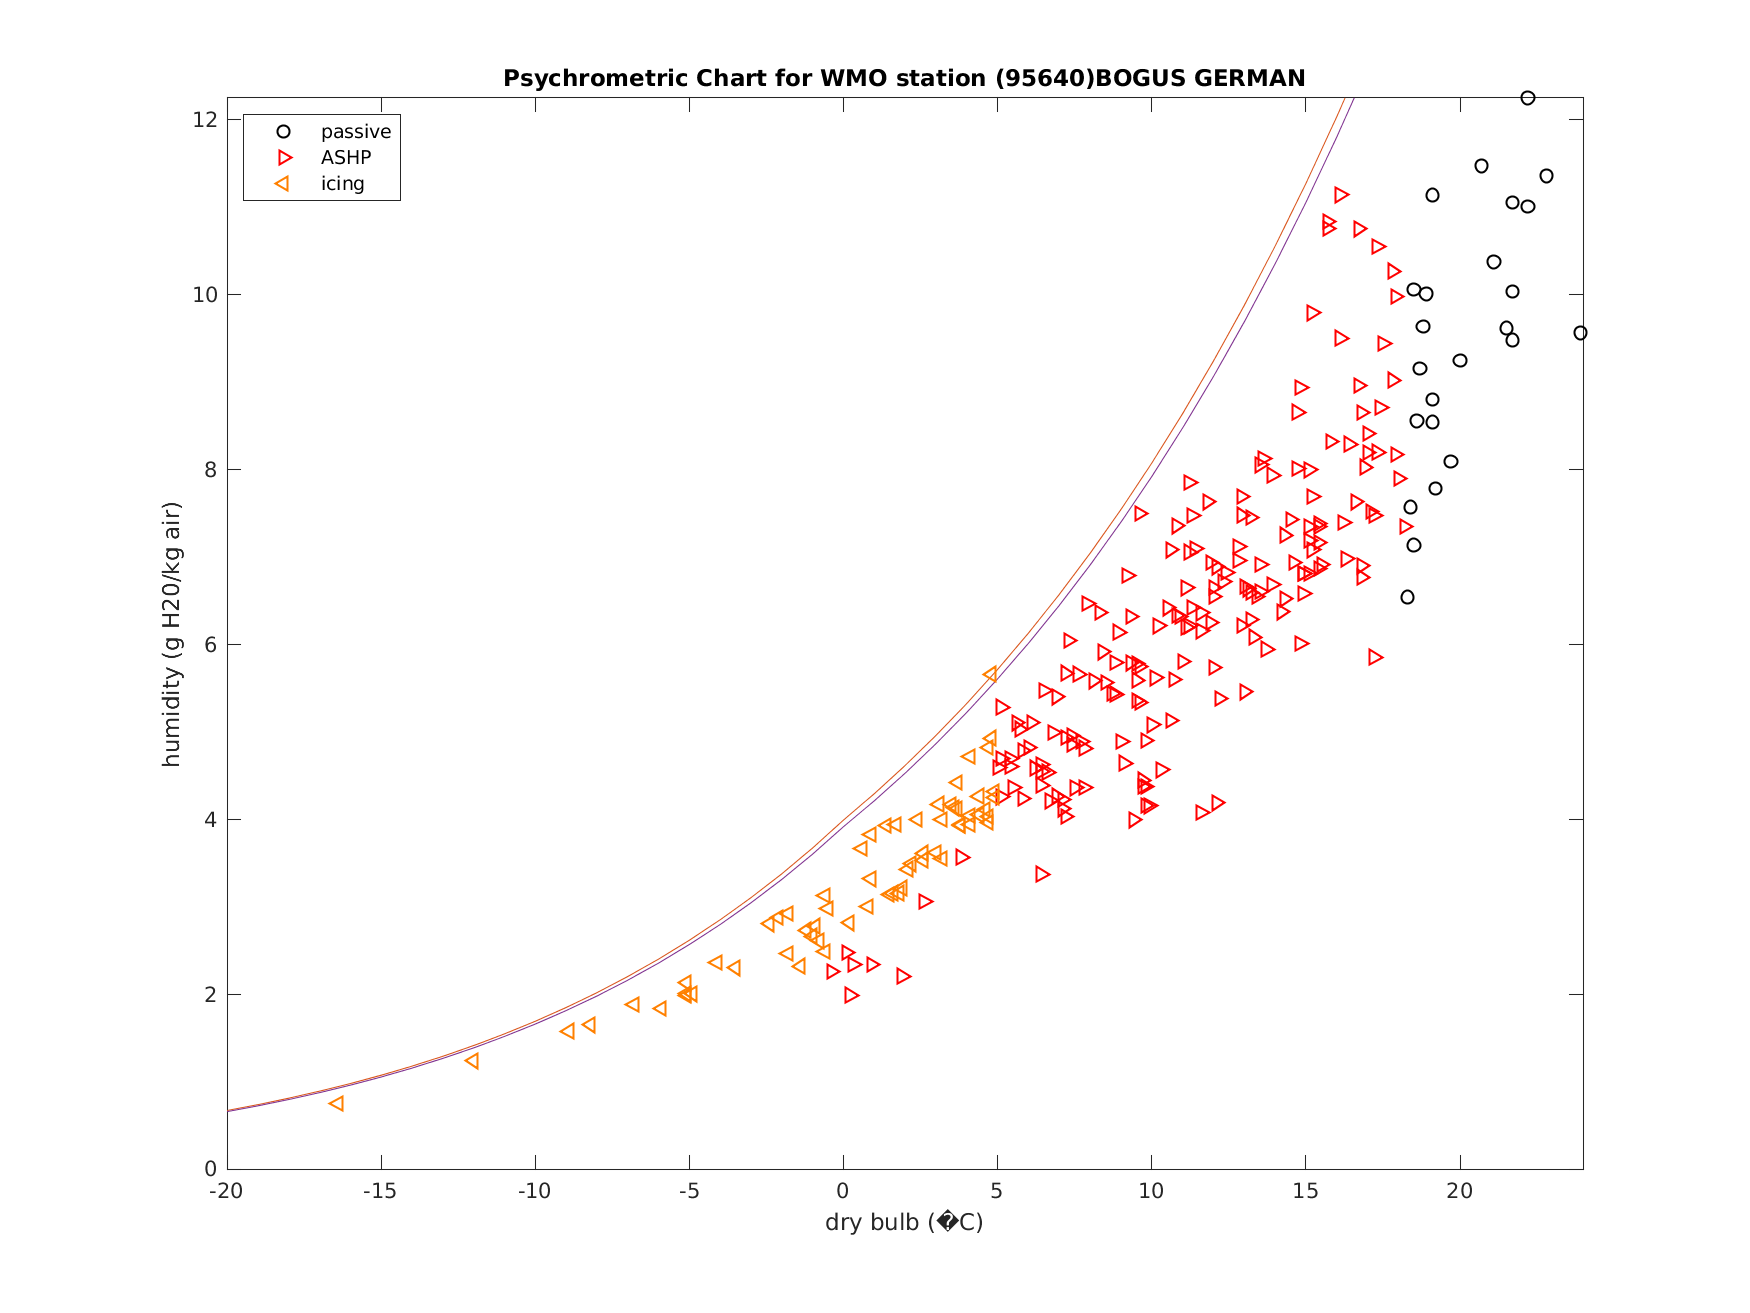 Psychrometric Chart for WMO station (95640)BOGUS GERMAN
passive
ASHP
icing
humidity (g H20/kg air)
12
10
8
6
4
2
0
-20 -15 -10 -5 0 5 10 15 20
dry bulb (�C)